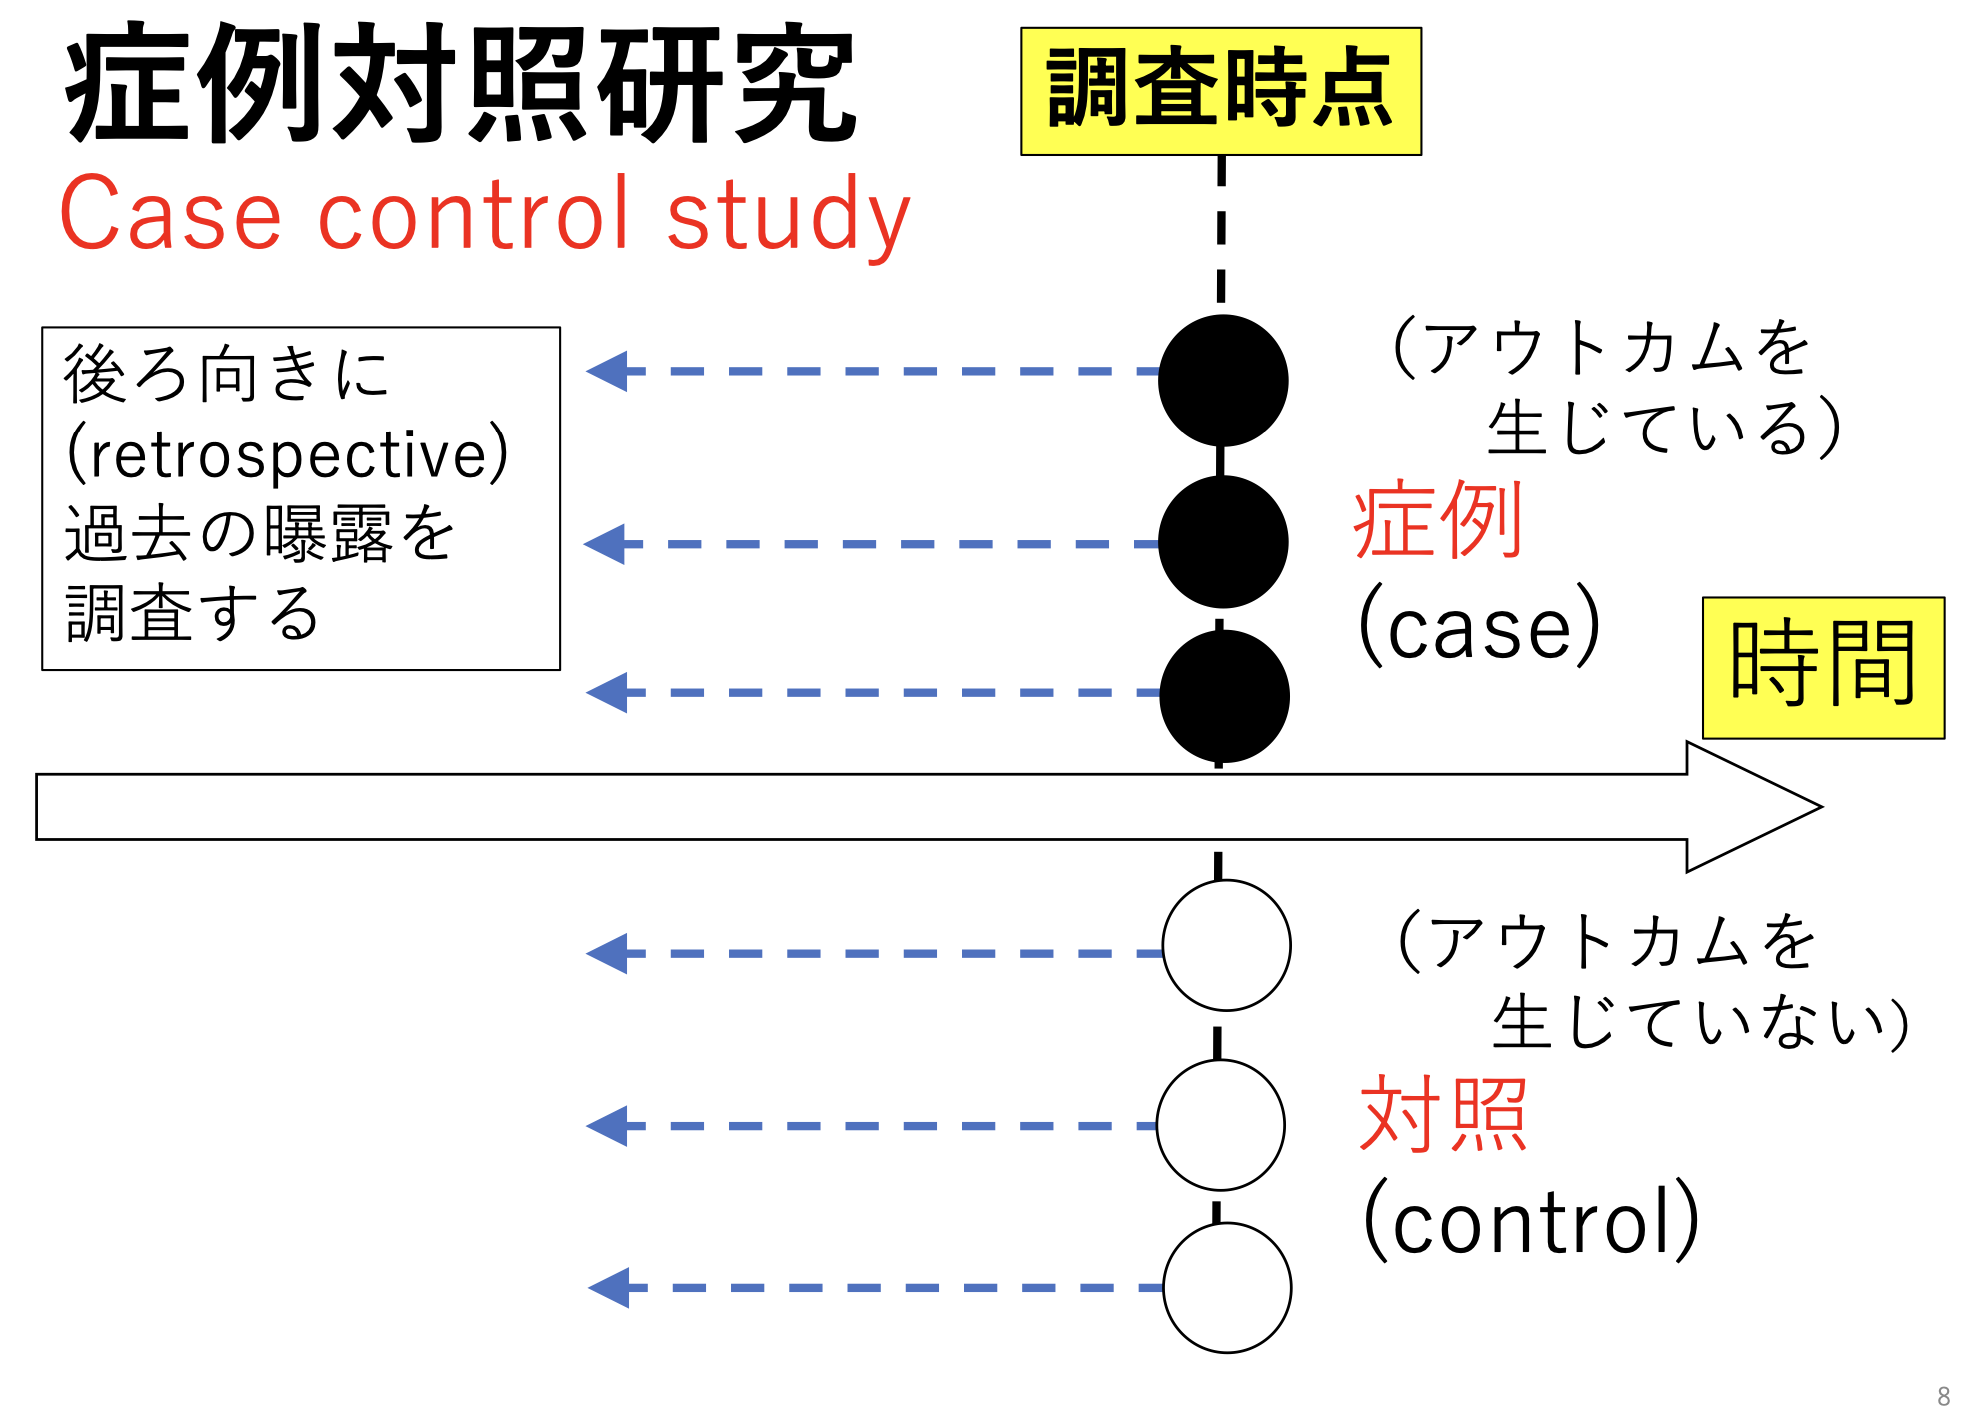 症例対照研究
Case control study
調査時点
後ろ向きに
(retrospective)
過去の曝露を
調査する
（アウトカムを
生じている）
症例
(case)
時間
（アウトカムを
生じていない）
対照
(control)
8